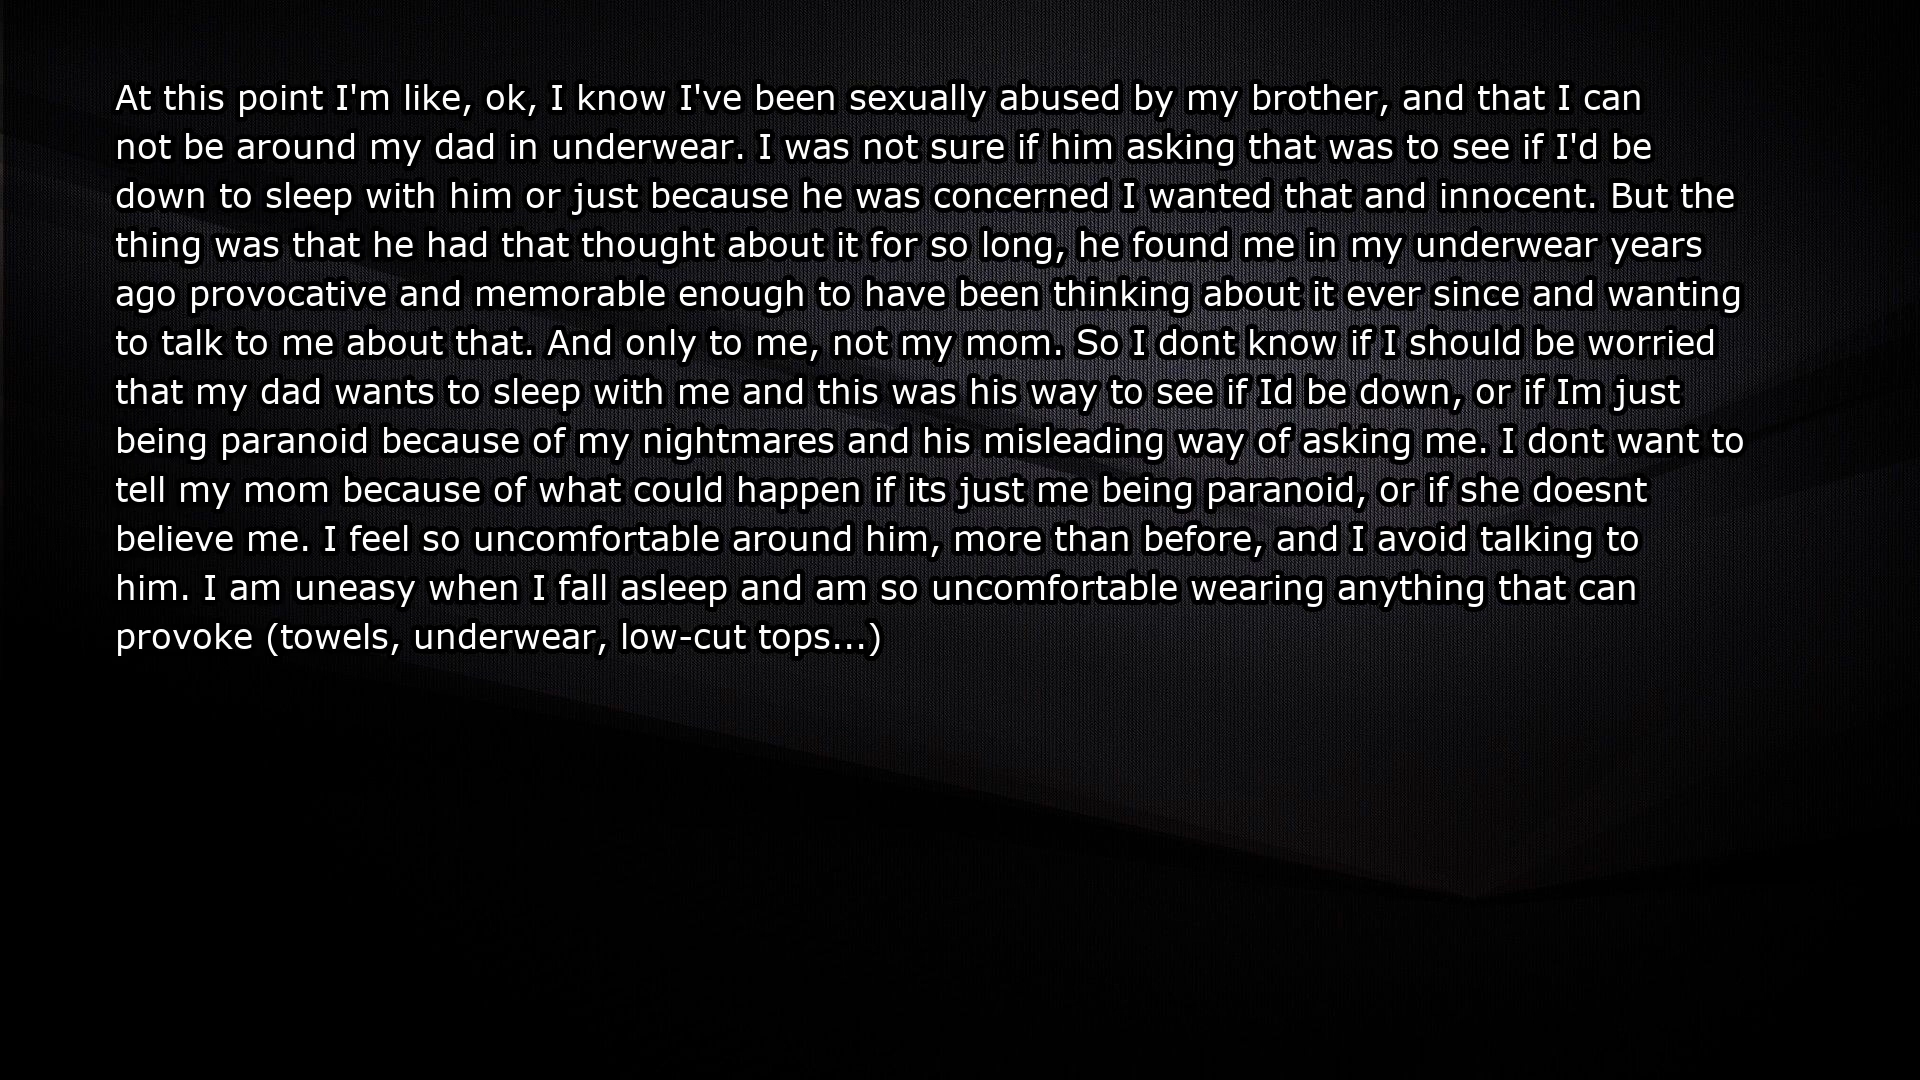 At this point I'm like, ok, I know I've been sexually abused by my brother, and that I can
not be around my dad in underwear. I was not sure if him asking that was to see if I'd be
down to sleep with him or just because he was concerned I wanted that and innocent. But the
thing was that he had that thought about it for so long, he found me in my underwear years
ago provocative and memorable enough to have been thinking about it ever since and wanting
to talk to me about that. And only to me, not my mom. So I dont know if I should be worried
that my dad wants to sleep with me and this was his way to see if Id be down, or if Im just
being paranoid because of my nightmares and his misleading way of asking me. I dont want to
tell my mom because of what could happen if its just me being paranoid, or if she doesnt
believe me. I feel so uncomfortable around him, more than before, and I avoid talking to
him. I am uneasy when I fall asleep and am so uncomfortable wearing anything that can
provoke (towels, underwear, low-cut tops...)